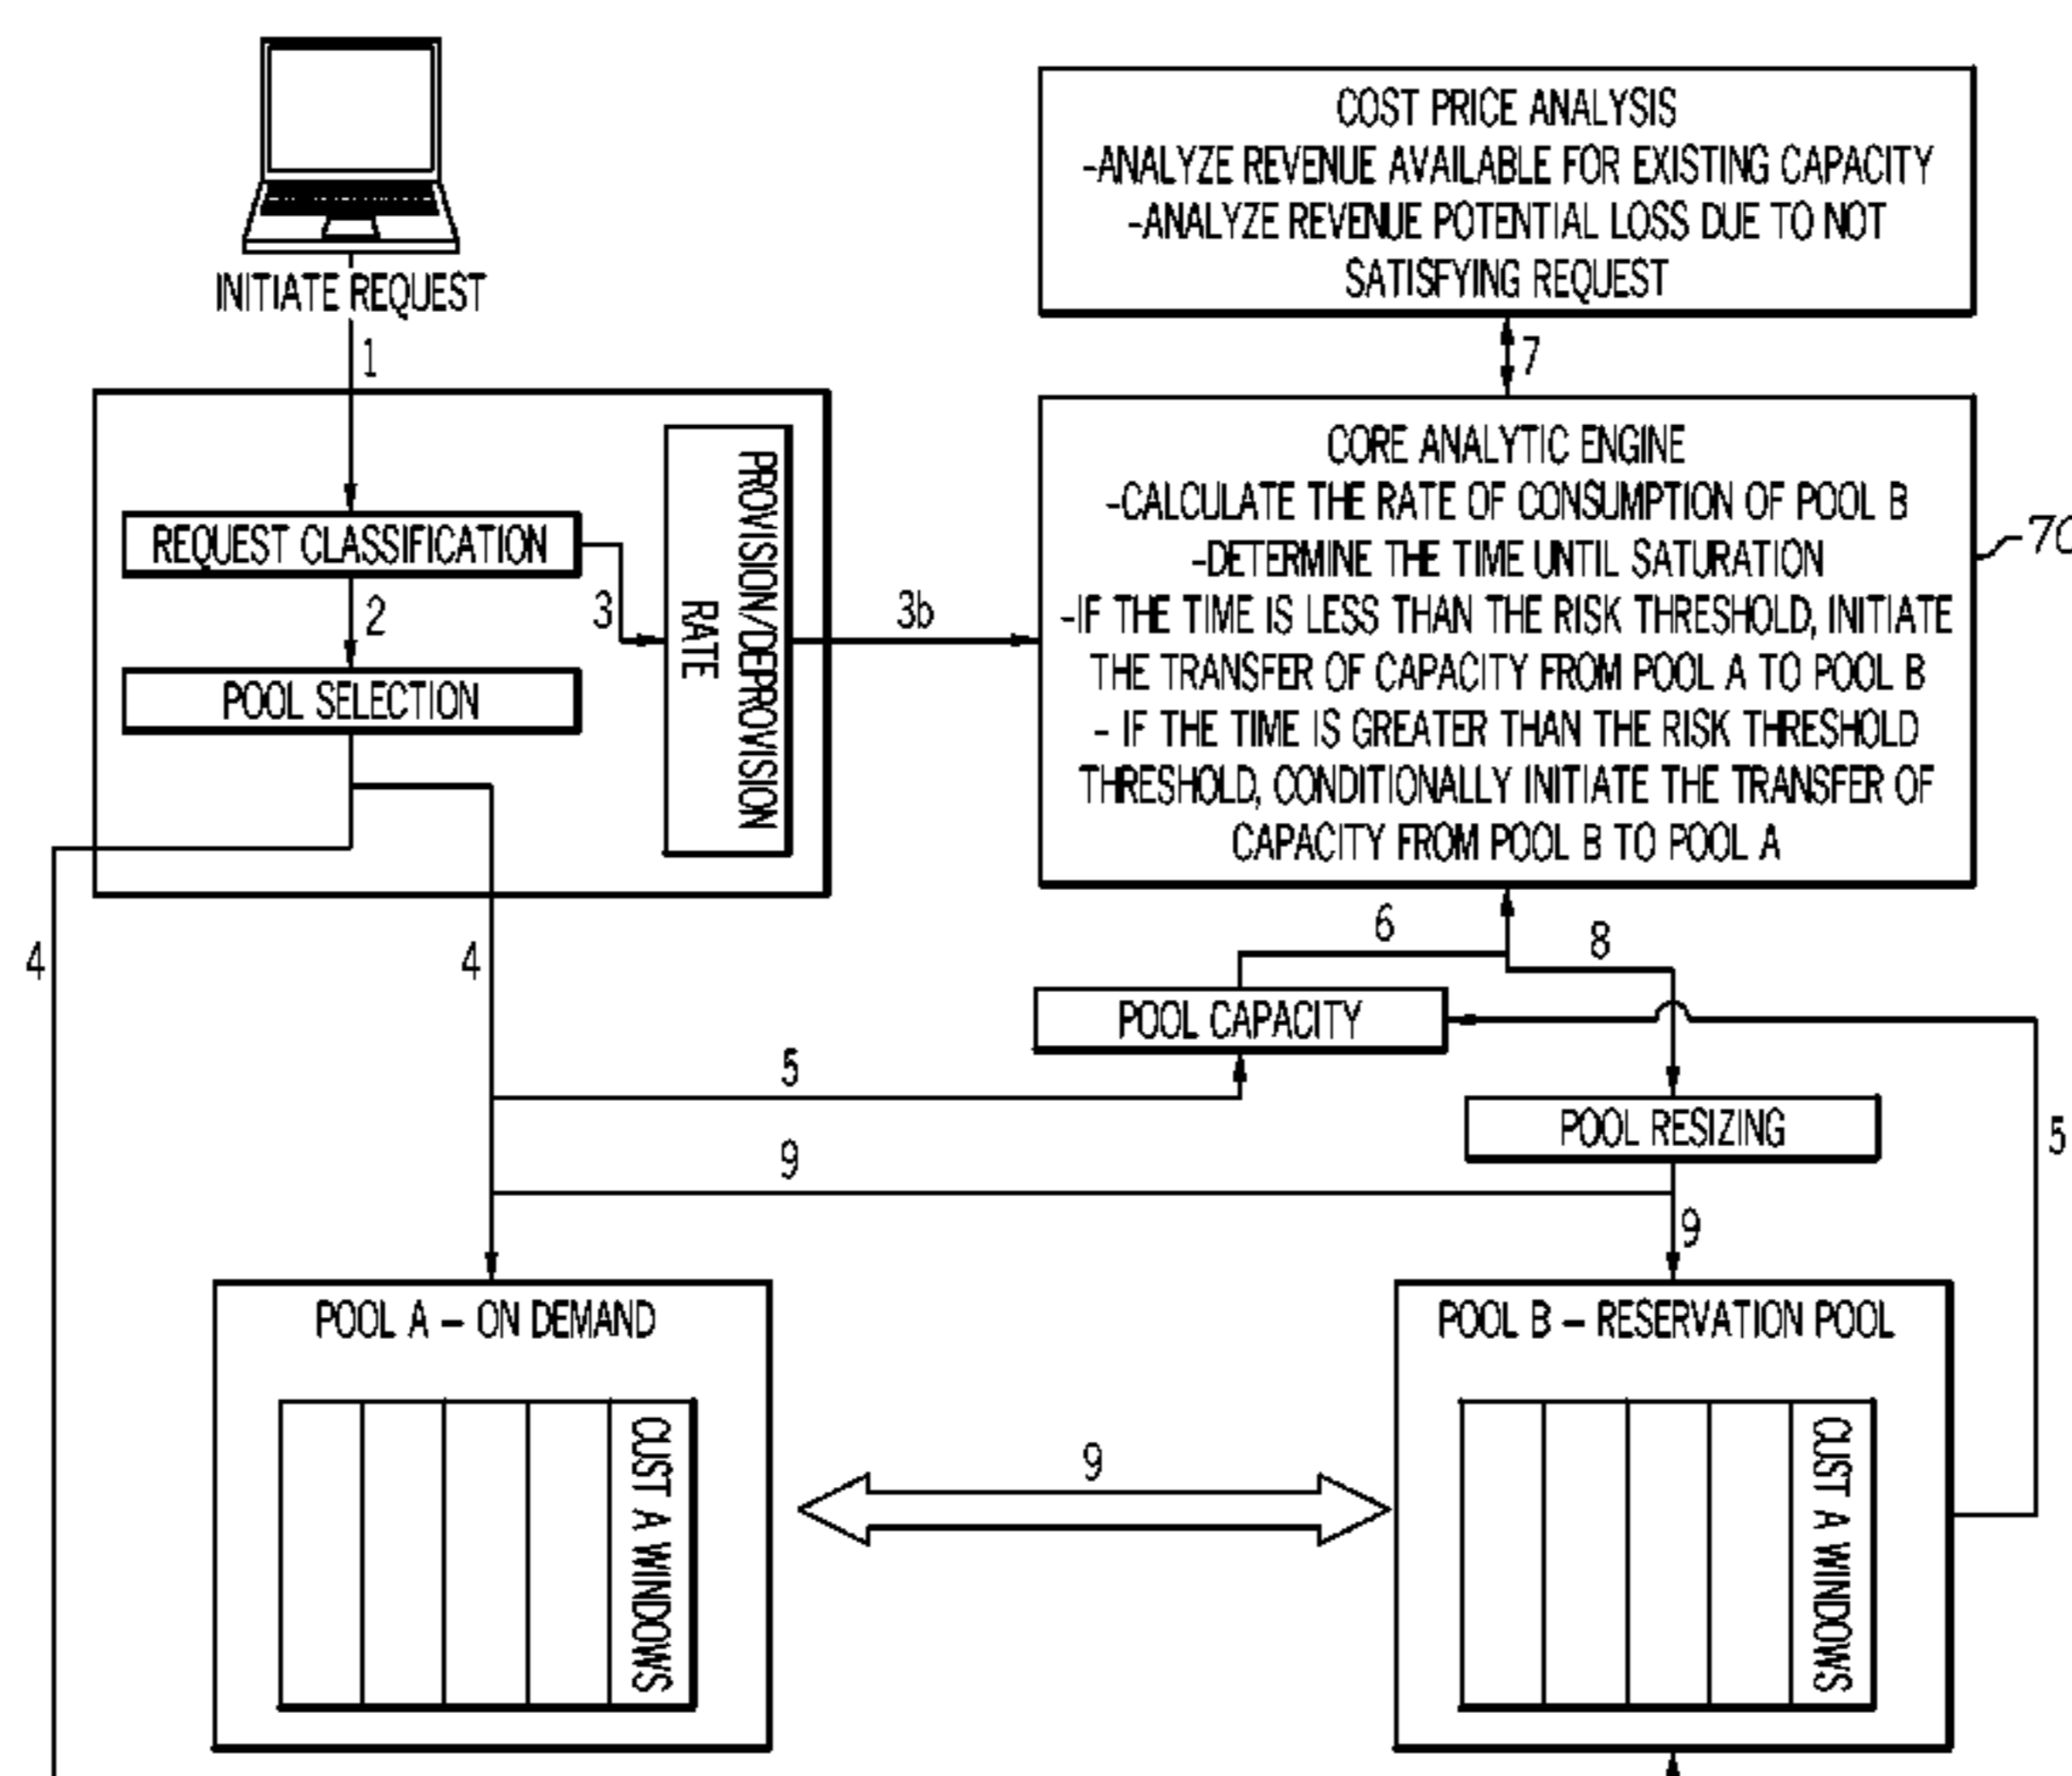 INITIATE REQUEST
1
COST PRICE ANALYSIS
-ANALYZE REVENUE AVAILABLE FOR EXISTING CAPACITY
-ANALYZE REVENUE POTENTIAL LOSS DUE TO NOT
SATISFYING REQUEST
7
REQUEST CLASSIFICATION
2
POOL SELECTION
3
PROVISION/DEPROVISION
RATE
3b
CORE ANALYTIC ENGINE
-CALCULATE THE RATE OF CONSUMPTION OF POOL B
-DETERMINE THE TIME UNTIL SATURATION
-IF THE TIME IS LESS THAN THE RISK THRESHOLD, INITIATE
THE TRANSFER OF CAPACITY FROM POOL A TO POOL B
- IF THE TIME IS GREATER THAN THE RISK THRESHOLD
THRESHOLD, CONDITIONALLY INITIATE THE TRANSFER OF
CAPACITY FROM POOL B TO POOL A
4
4
6
8
POOL CAPACITY
5
POOL RESIZING
5
9
9
POOL A – ON DEMAND
CUST A WINDOWS
9
POOL B – RESERVATION POOL
CUST A WINDOWS